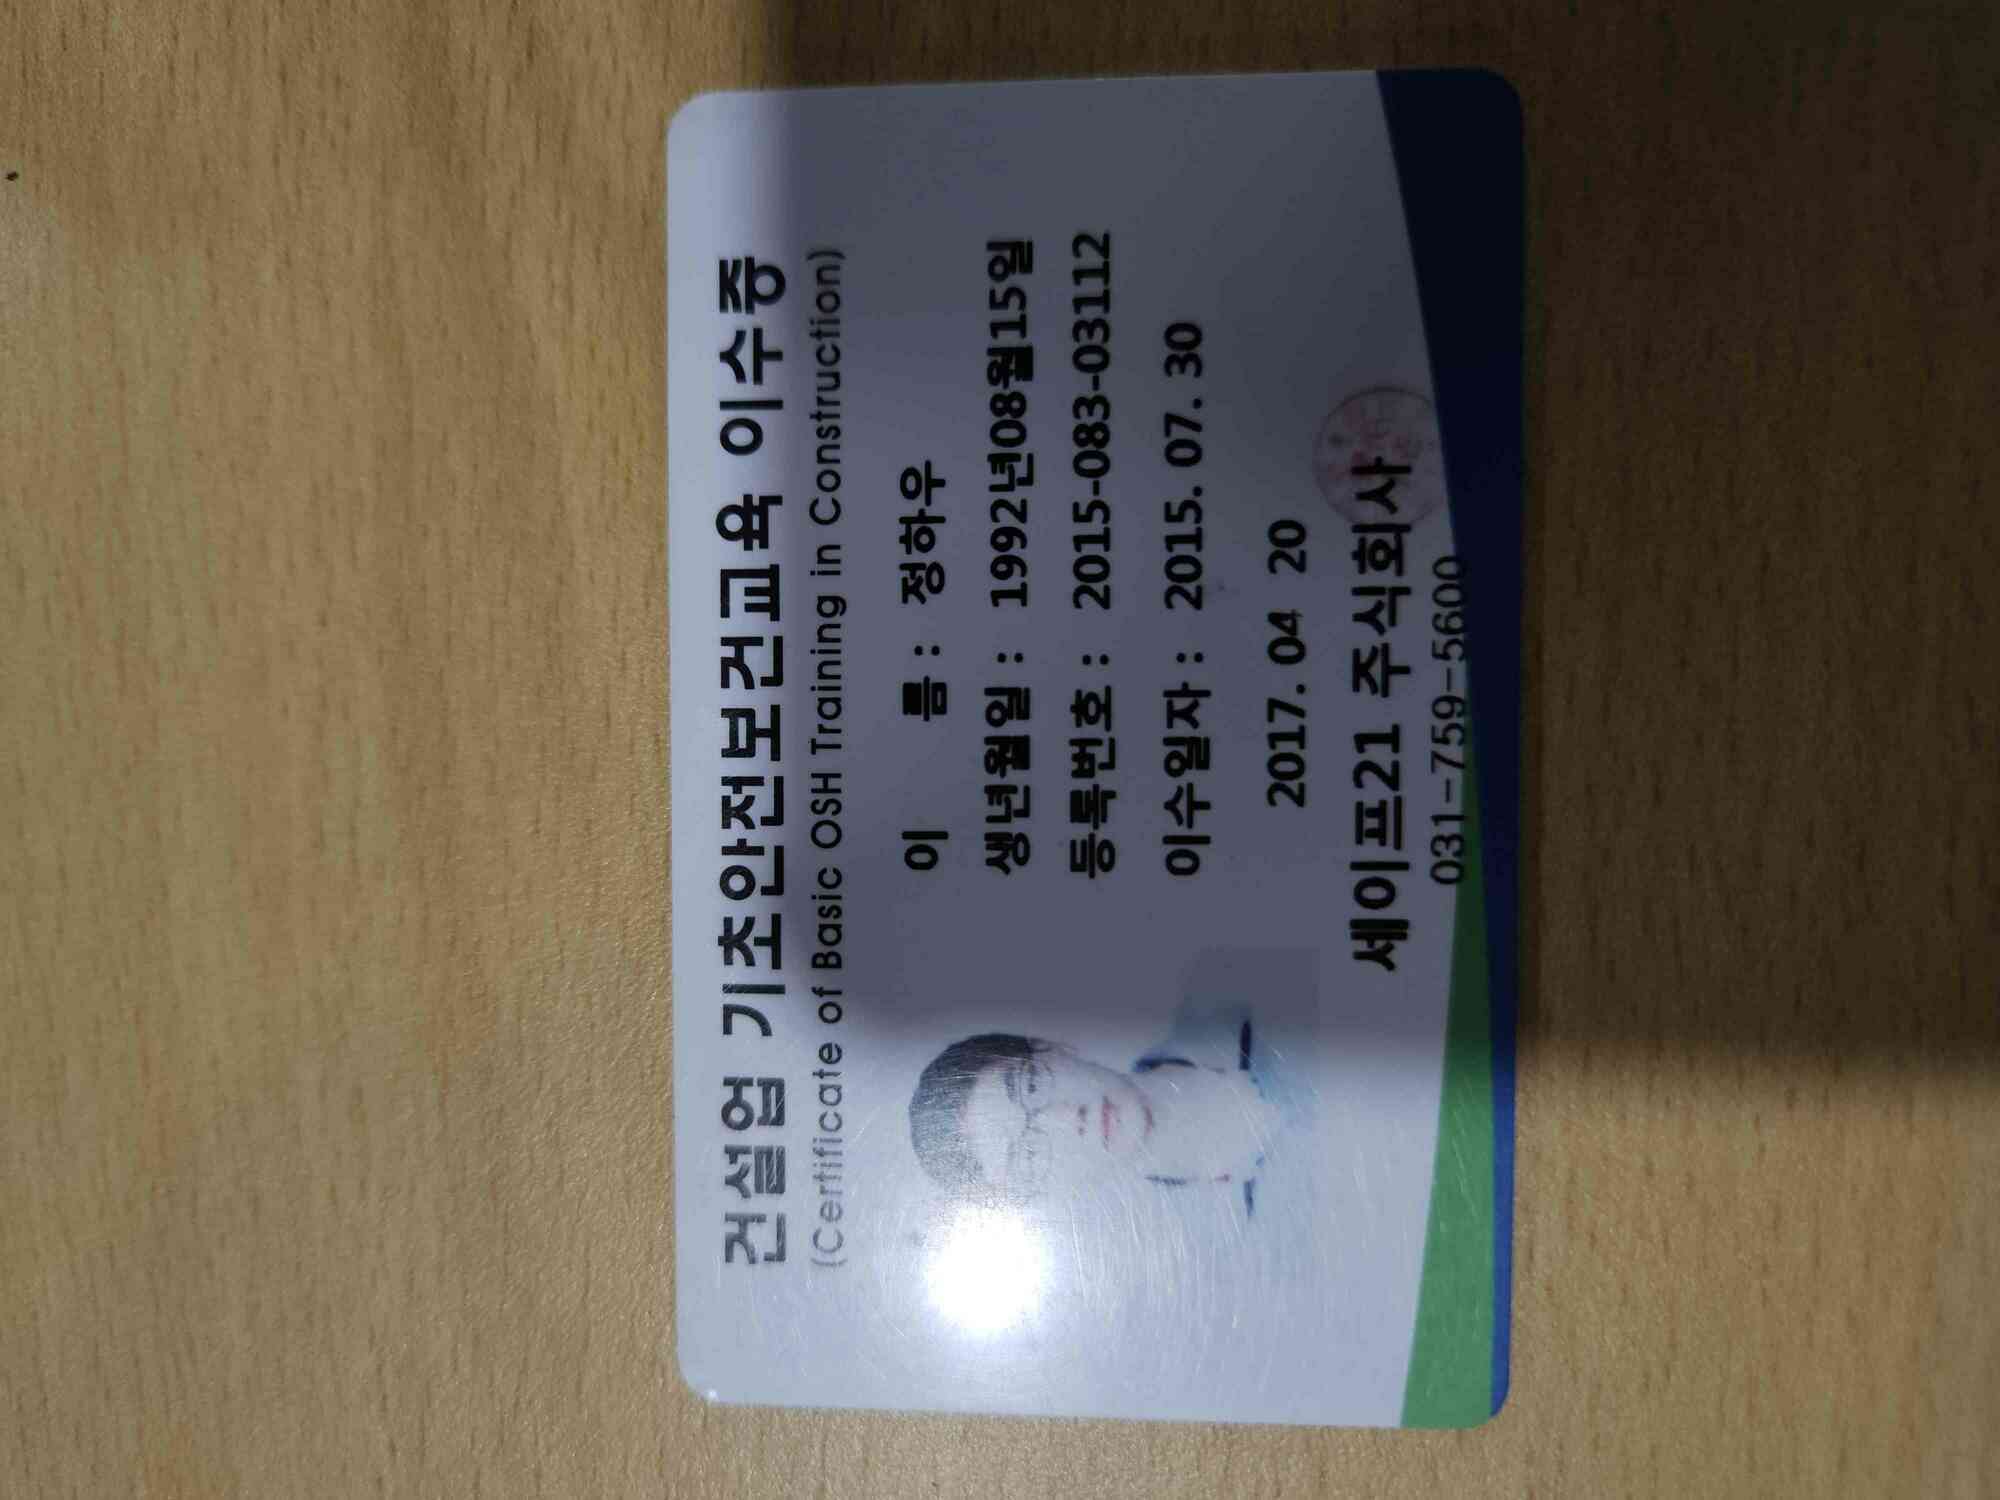 건설업 기초안전보건교육 이수증
(Certificate of Basic OSH Training in Construction)
이 름 : 정하우
생년월일 : 1992년08월15일
등록번호 : 2015-083-03112
이수일자 : 2015. 07. 30
2017. 04 20
세이프21 주식회사
031-759-5600